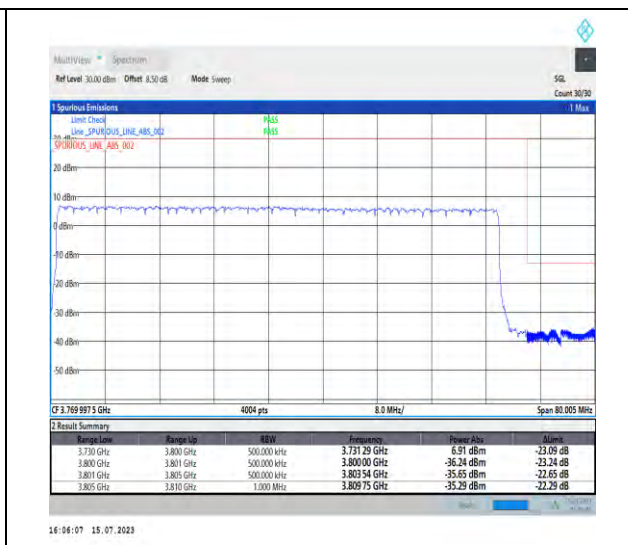 MultiView Spectrum
Ref Level 30.00 dBm Offset 8.50 dB Mode Sweep SGL
Count 30/30
1 Spurious Emissions 1 Max
Limit Check PASS
Line _SPURIOUS_LINE_ABS_002 PASS
30 dBm
_SPURIOUS_LINE_ABS_002
20 dBm
10 dBm
0 dBm
-10 dBm
-20 dBm
-30 dBm
-40 dBm
-50 dBm
CF 3.769 997 5 GHz 4004 pts 8.0 MHz/ Span 80.005 MHz
2 Result Summary
Range Low Range Up RBW Frequency Power Abs ΔLimit
3.730 GHz 3.800 GHz 500.000 kHz 3.731 29 GHz 6.91 dBm -23.09 dB
3.800 GHz 3.801 GHz 500.000 kHz 3.800 00 GHz -36.24 dBm -23.24 dB
3.801 GHz 3.805 GHz 500.000 kHz 3.803 54 GHz -35.65 dBm -22.65 dB
3.805 GHz 3.810 GHz 1.000 MHz 3.809 75 GHz -35.29 dBm -22.29 dB
16:06:07 15.07.2023